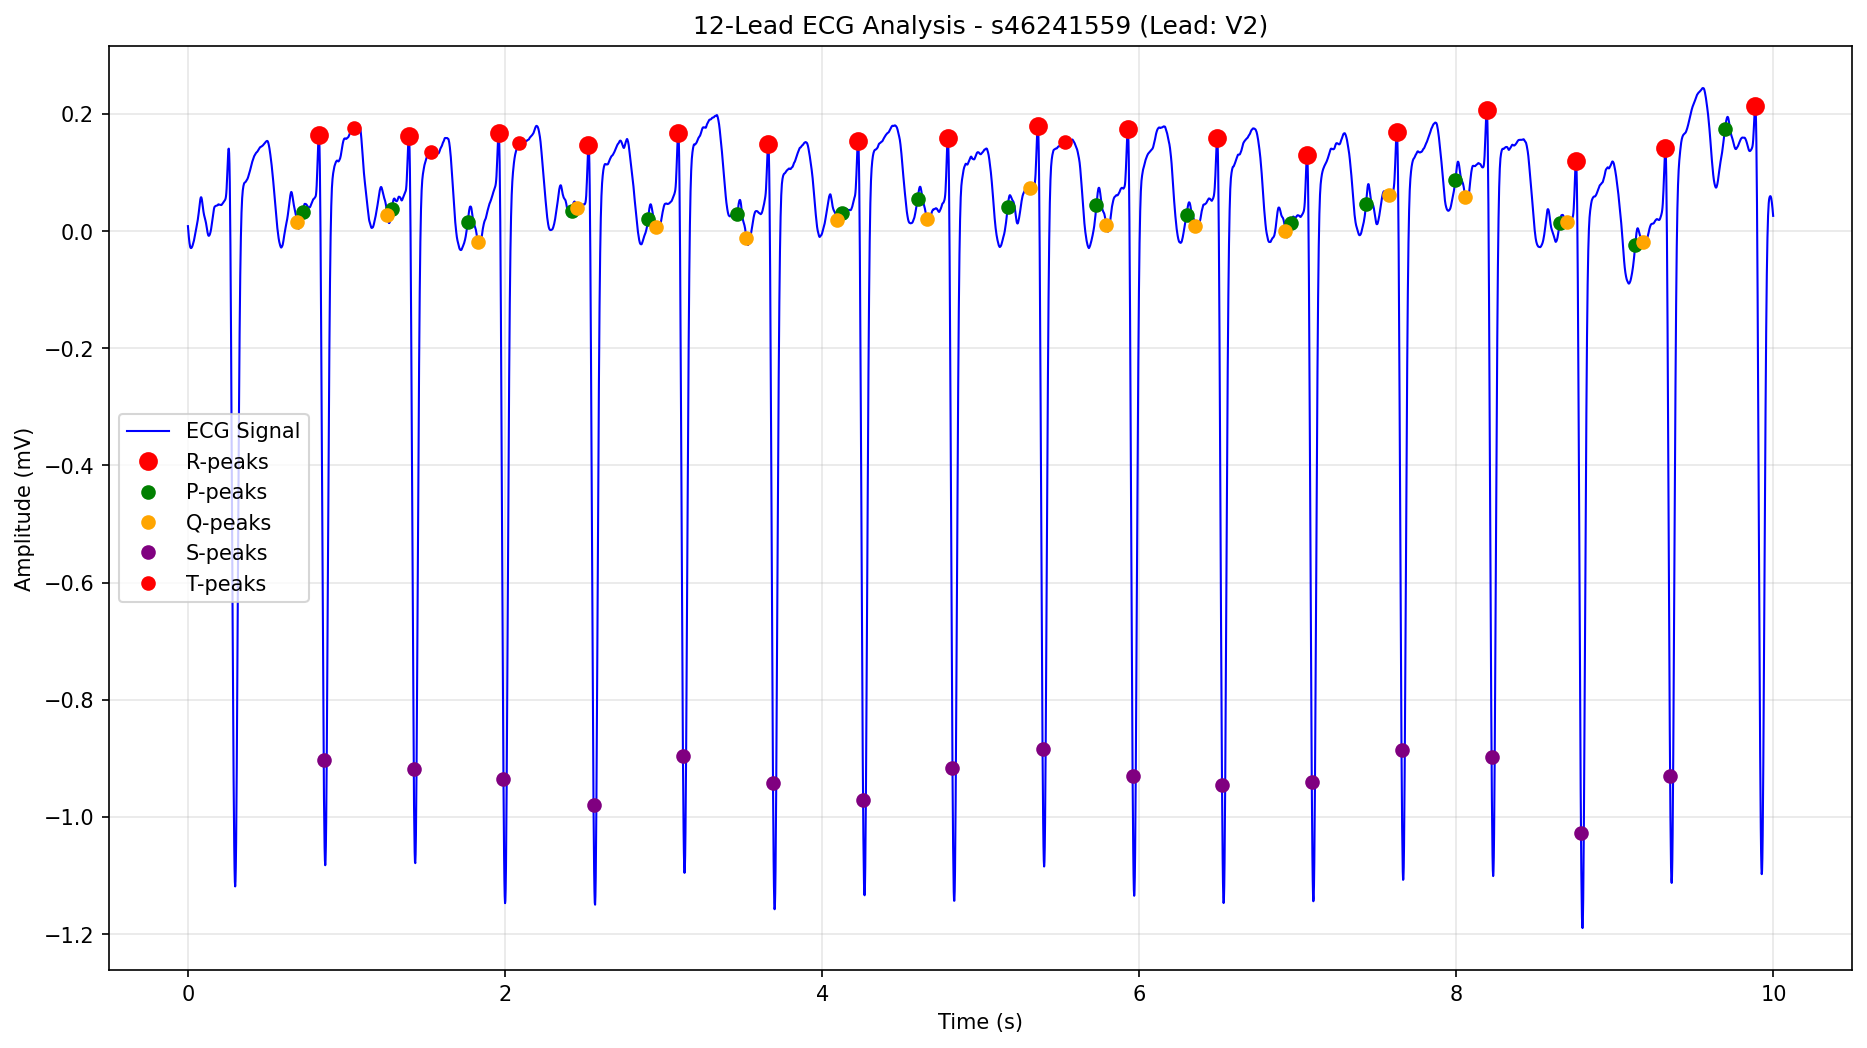 12-Lead ECG Analysis - s46241559 (Lead: V2)
Amplitude (mV)
0.2
0.0
−0.2
−0.4
−0.6
−0.8
−1.0
−1.2
ECG Signal
R-peaks
P-peaks
Q-peaks
S-peaks
T-peaks
0 2 4 6 8 10
Time (s)